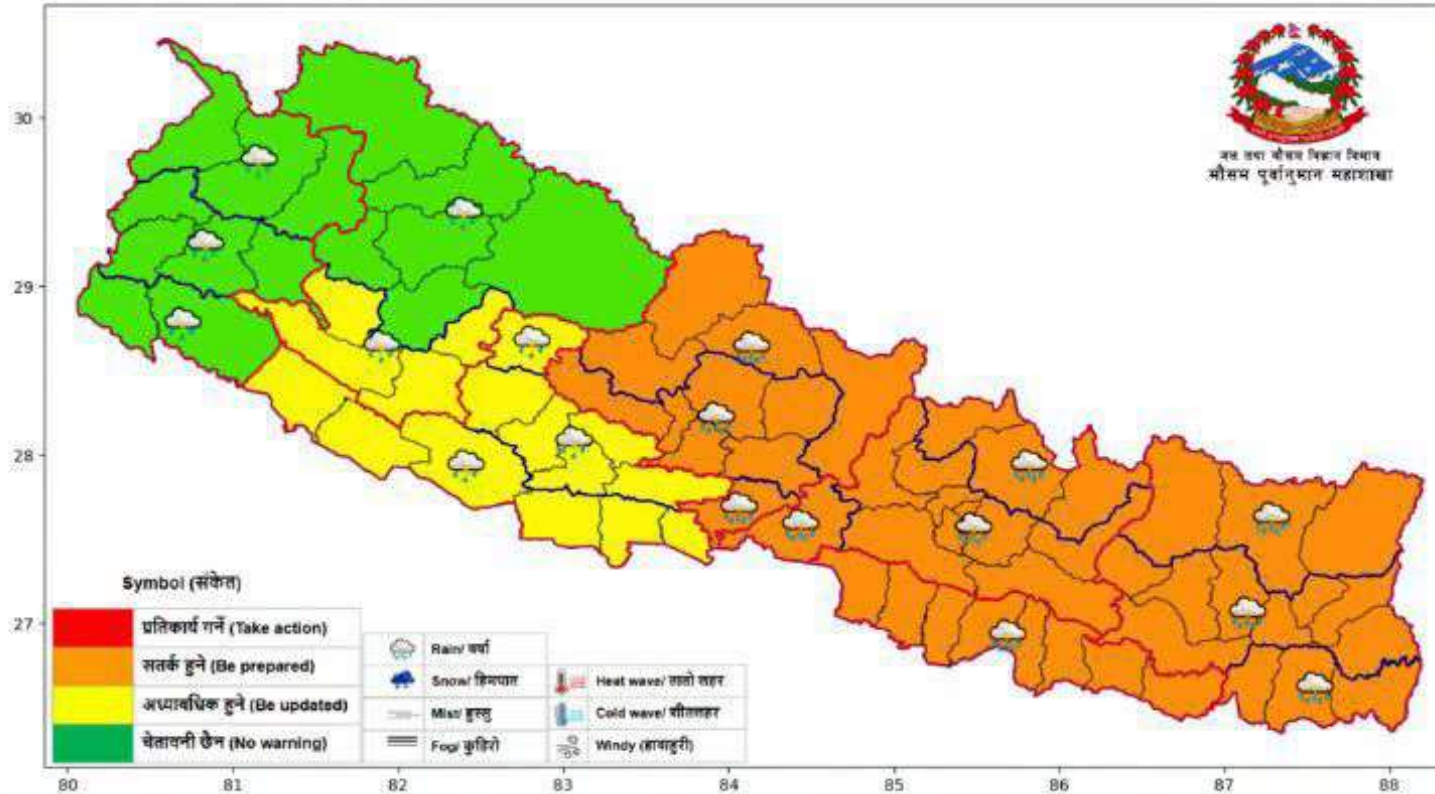 जल तथा मौसम विज्ञान विभाग
मौसम पूर्वानुमान महाशाखा
30
29
28
27
Symbol (संकेत)
प्रतिकार्य गर्ने (Take action)
सतर्क हुने (Be prepared)
अध्यावधिक हुने (Be updated)
चेतावनी छैन (No warning)
Rain/ वर्षा
Snow/ हिमपात
Mist/ हुस्सु
Fog/ कुहिरो
Heat wave/ तातो लहर
Cold wave/ शीतलहर
Windy (हावाहुरी)
80 81 82 83 84 85 86 87 88